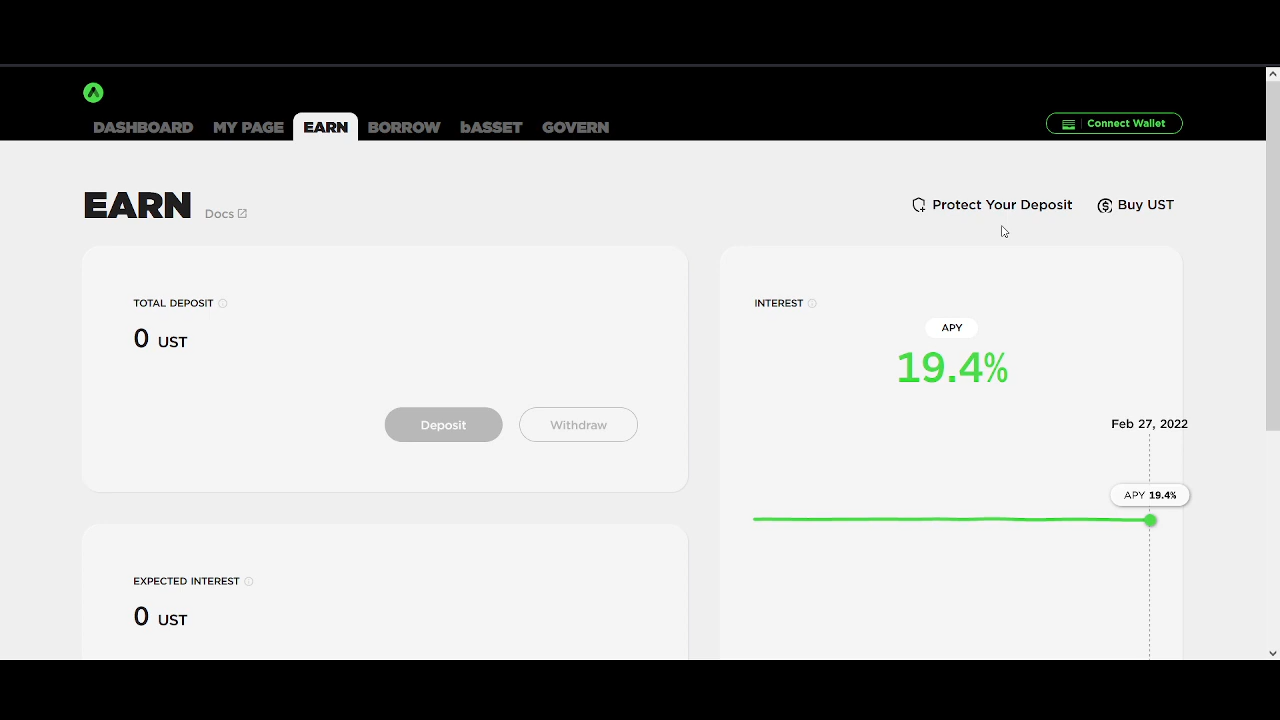 DASHBOARD MY PAGE EARN BORROW bASSET GOVERN Connect Wallet
EARN Docs Protect Your Deposit Buy UST
TOTAL DEPOSIT
0 UST
Deposit Withdraw
EXPECTED INTEREST
0 UST
INTEREST
APY
19.4%
Feb 27, 2022
APY 19.4%